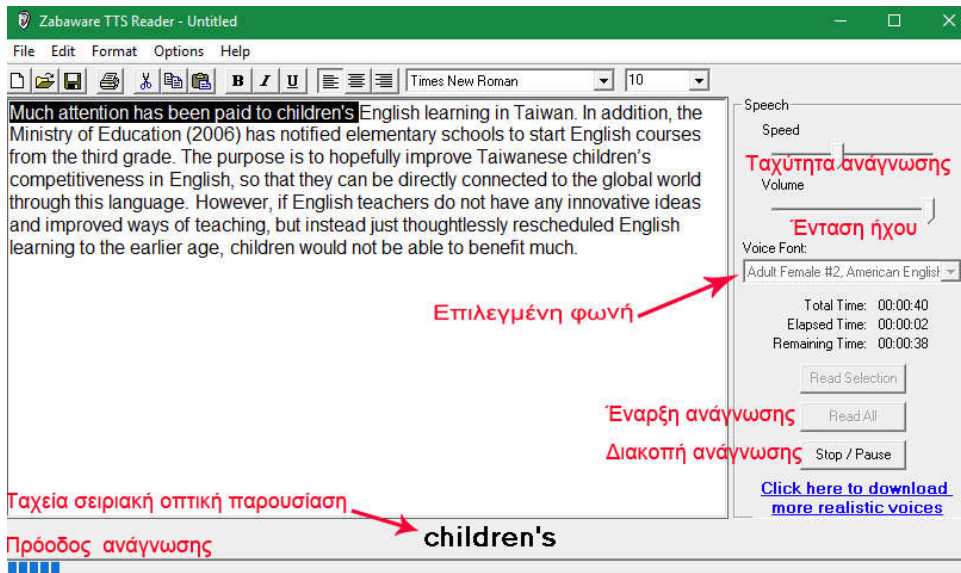 Zabaware TTS Reader - Untitled
File Edit Format Options Help
B I U Times New Roman 10
Much attention has been paid to children's English learning in Taiwan. In addition, the
Ministry of Education (2006) has notified elementary schools to start English courses
from the third grade. The purpose is to hopefully improve Taiwanese children's
competitiveness in English, so that they can be directly connected to the global world
through this language. However, if English teachers do not have any innovative ideas
and improved ways of teaching, but instead just thoughtlessly rescheduled English
learning to the earlier age, children would not be able to benefit much.
Speech
Speed
Ταχύτητα ανάγνωσης
Volume
Ένταση ήχου
Voice Font:
Adult Female #2, American English
Επιλεγμένη φωνή
Total Time: 00:00:40
Elapsed Time: 00:00:02
Remaining Time: 00:00:38
Read Selection
Έναρξη ανάγνωσης Read All
Διακοπή ανάγνωσης Stop / Pause
Click here to download
more realistic voices
Ταχεία σειριακή οπτική παρουσίαση
children's
Πρόοδος ανάγνωσης